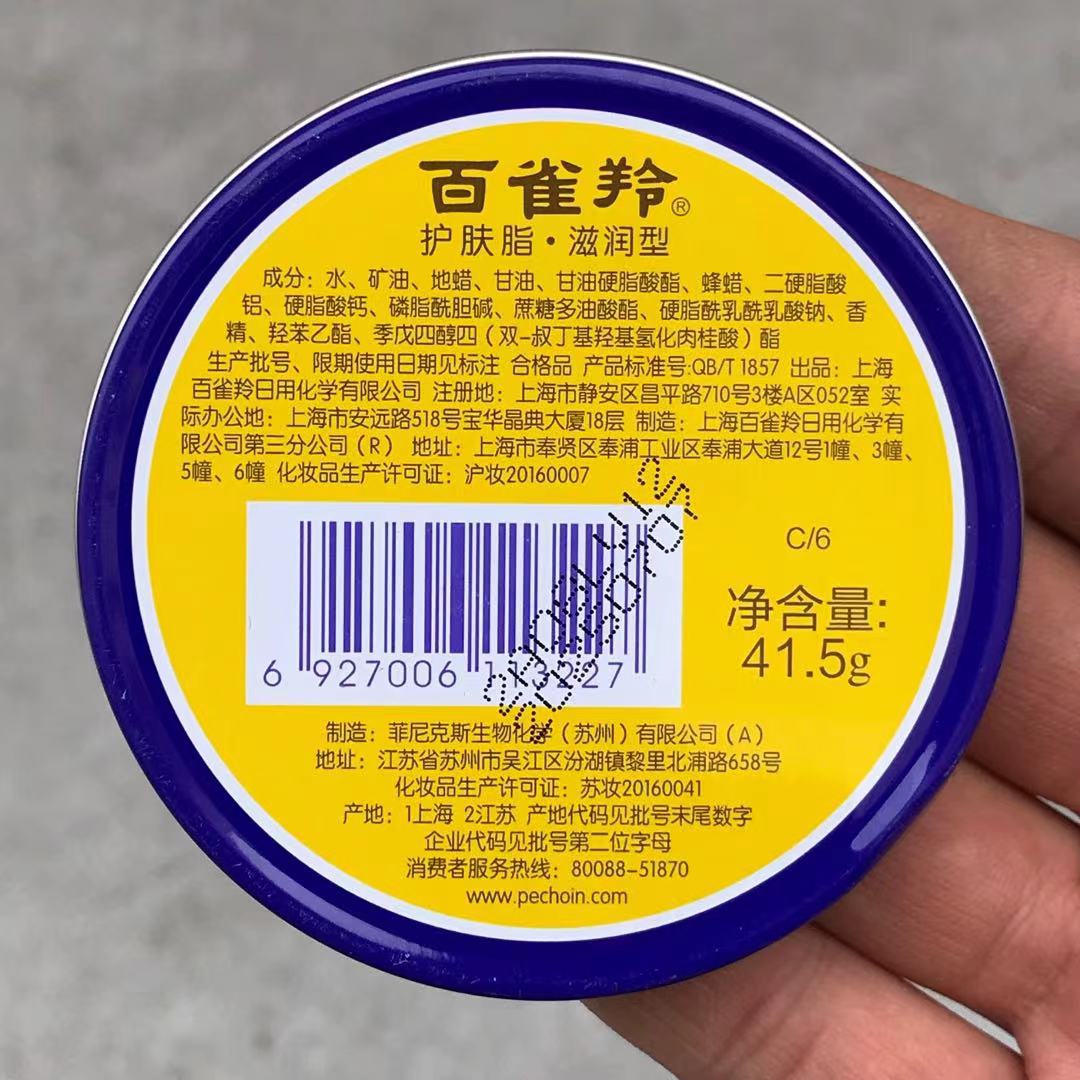 百雀羚®
护肤脂·滋润型
成分：水、矿油、地蜡、甘油、甘油硬脂酸酯、蜂蜡、二硬脂酸
铝、硬脂酸钙、磷脂酰胆碱、蔗糖多油酸酯、硬脂酰乳酰乳酸钠、香
精、羟苯乙酯、季戊四醇四（双-叔丁基羟基氢化肉桂酸）酯
生产批号、限期使用日期见标注 合格品 产品标准号:QB/T 1857 出品：上海
百雀羚日用化学有限公司 注册地：上海市静安区昌平路710号3楼A区052室 实
际办公地：上海市安远路518号宝华晶典大厦18层 制造：上海百雀羚日用化学有
限公司第三分公司（R） 地址：上海市奉贤区奉浦工业区奉浦大道12号1幢、3幢、
5幢、6幢 化妆品生产许可证：沪妆20160007
C/6
净含量:
41.5g
6 927006 113227
制造：菲尼克斯生物化学（苏州）有限公司（A）
地址：江苏省苏州市吴江区汾湖镇黎里北浦路658号
化妆品生产许可证：苏妆20160041
产地：1上海 2江苏 产地代码见批号末尾数字
企业代码见批号第二位字母
消费者服务热线：80088-51870
www.pechoin.com